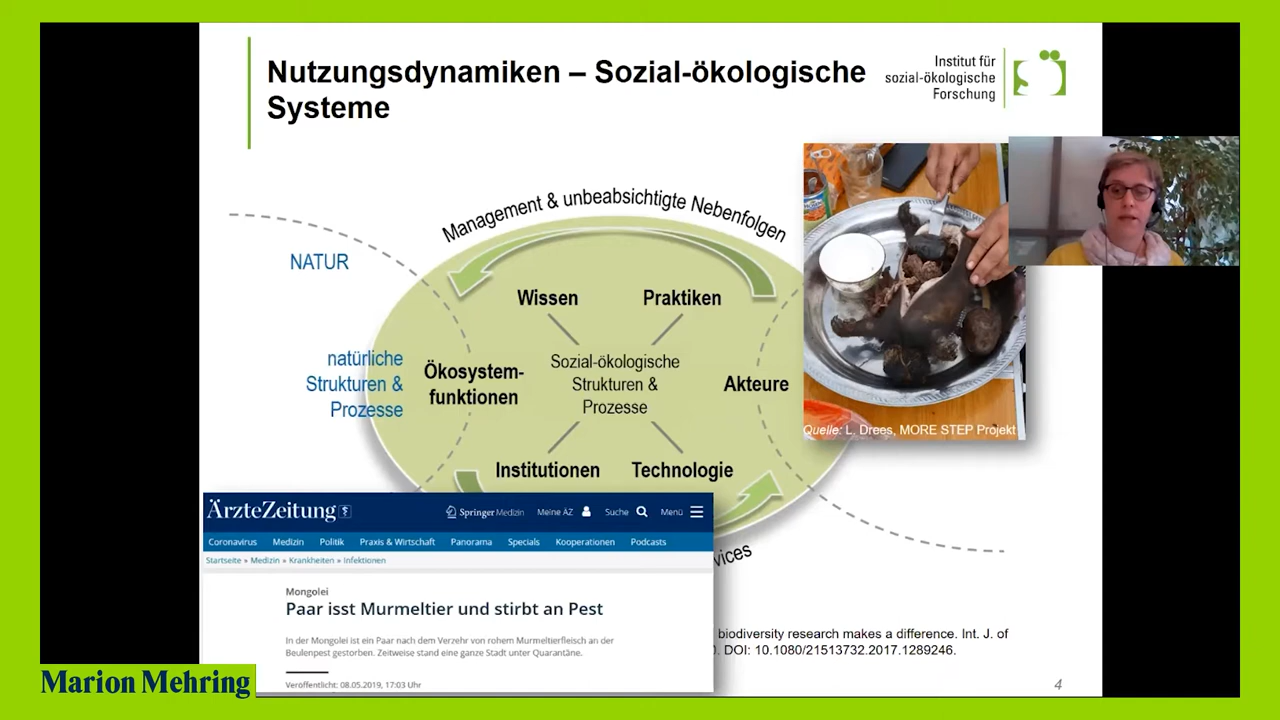 Nutzungsdynamiken – Sozial-ökologische
Systeme
Institut für
sozial-ökologische
Forschung
Management & unbeabsichtigte Nebenfolgen
NATUR
Wissen
Praktiken
natürliche
Strukturen &
Prozesse
Ökosystem-
funktionen
Sozial-ökologische
Strukturen &
Prozesse
Akteure
Institutionen
Technologie
Quelle: L. Drees, MORE STEP Projekt
vices
ÄrzteZeitung
Springer Medizin
Meine ÄZ
Suche
Menü
Coronavirus Medizin Politik Praxis & Wirtschaft Panorama Specials Kooperationen Podcasts
Startseite » Medizin » Krankheiten » Infektionen
Mongolei
Paar isst Murmeltier und stirbt an Pest
In der Mongolei ist ein Paar nach dem Verzehr von rohem Murmeltierfleisch an der
Beulenpest gestorben. Zeitweise stand eine ganze Stadt unter Quarantäne.
Veröffentlicht: 08.05.2019, 17:03 Uhr
biodiversity research makes a difference. Int. J. of
DOI: 10.1080/21513732.2017.1289246.
4
Marion Mehring